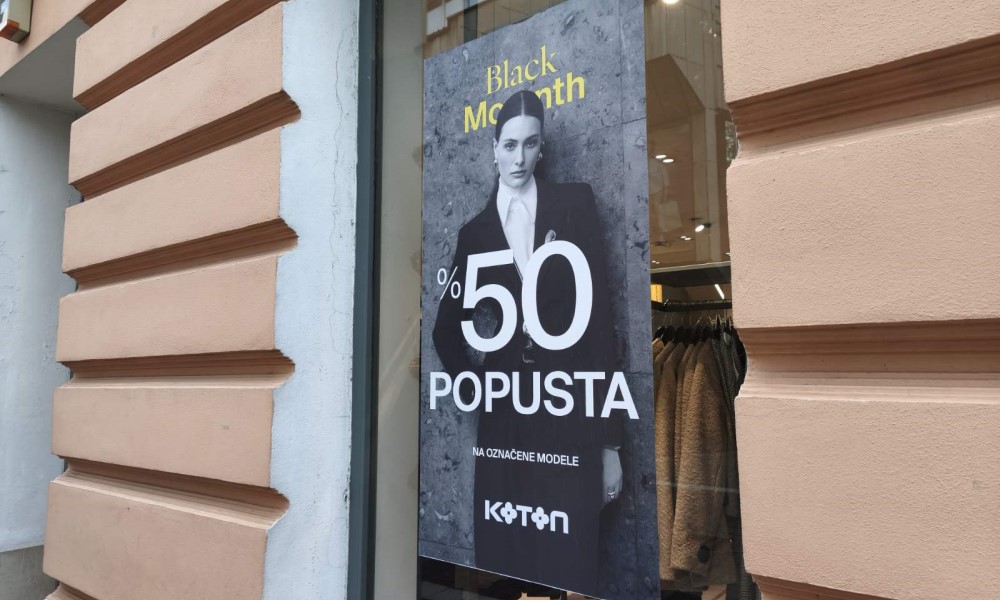 Black
Month
%50
POPUSTA
NA OZNAČENE MODELE
KOTON